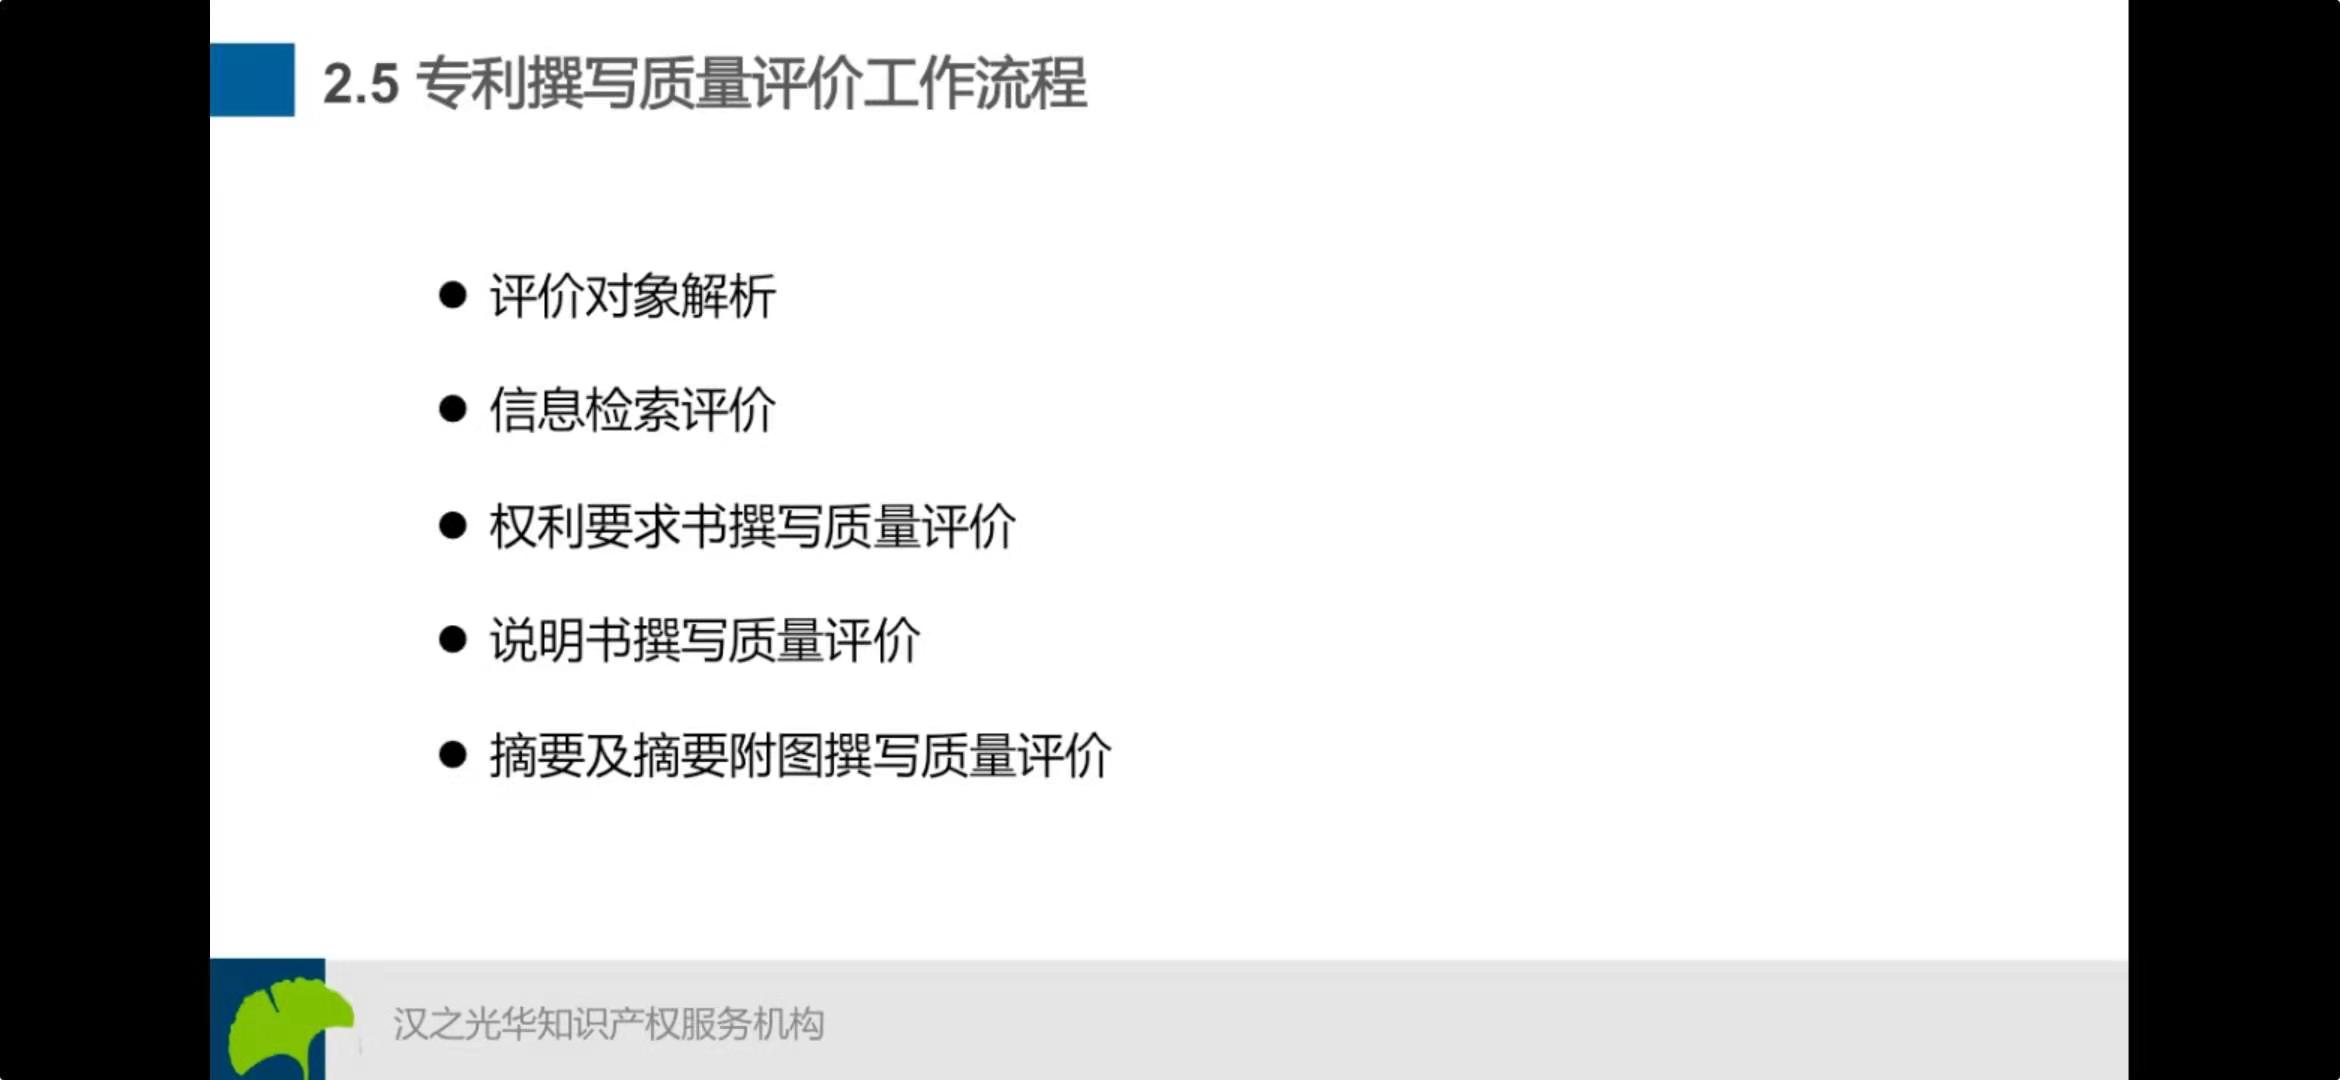 2.5 专利撰写质量评价工作流程
● 评价对象解析
● 信息检索评价
● 权利要求书撰写质量评价
● 说明书撰写质量评价
● 摘要及摘要附图撰写质量评价
汉之光华知识产权服务机构